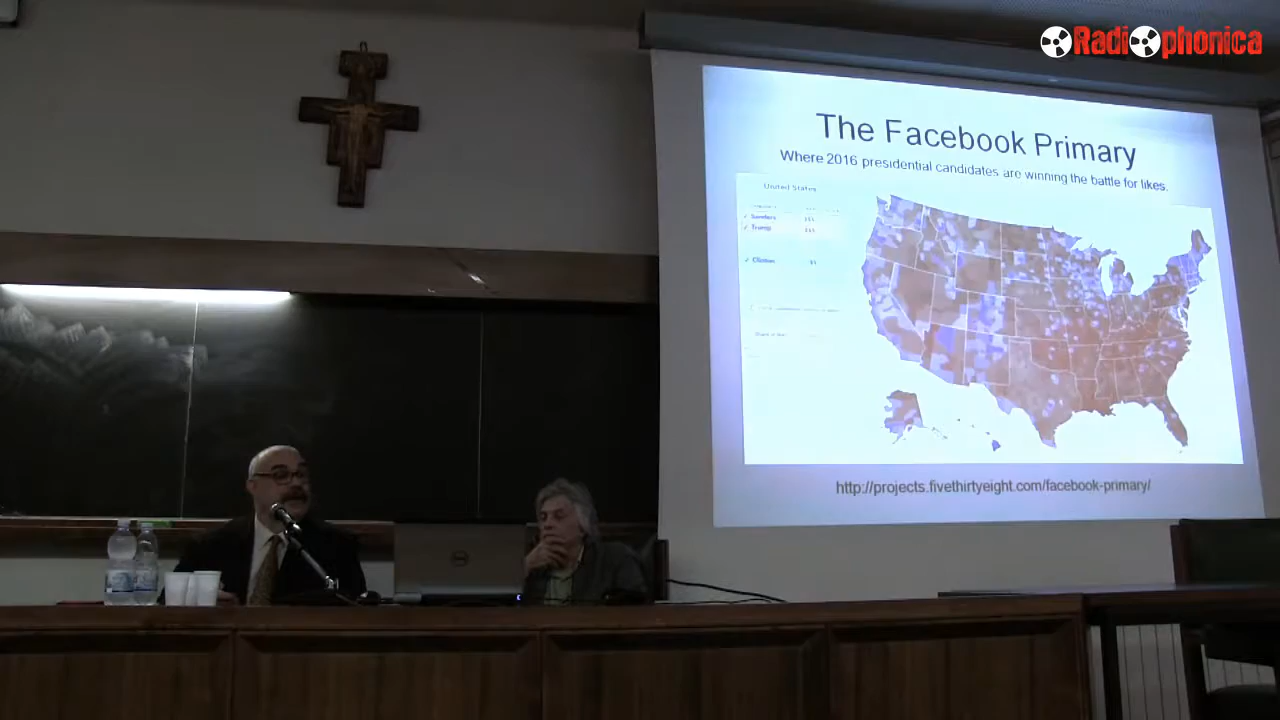 Radiophonica
The Facebook Primary
Where 2016 presidential candidates are winning the battle for likes.
United States
Sanders
Trump
Clinton
http://projects.fivethirtyeight.com/facebook-primary/
DELL